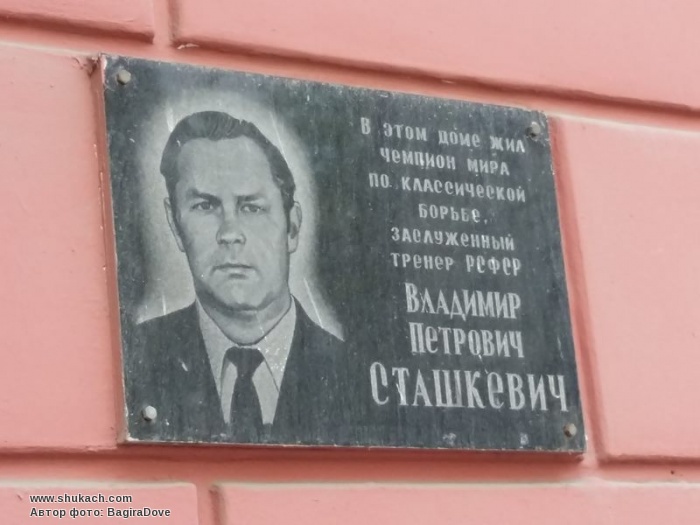 В этом доме жил
чемпион мира
по классической
борьбе,
заслуженный
тренер РСФСР
Владимир
Петрович
Сташкевич
www.shukach.com
Автор фото: BagiraDove